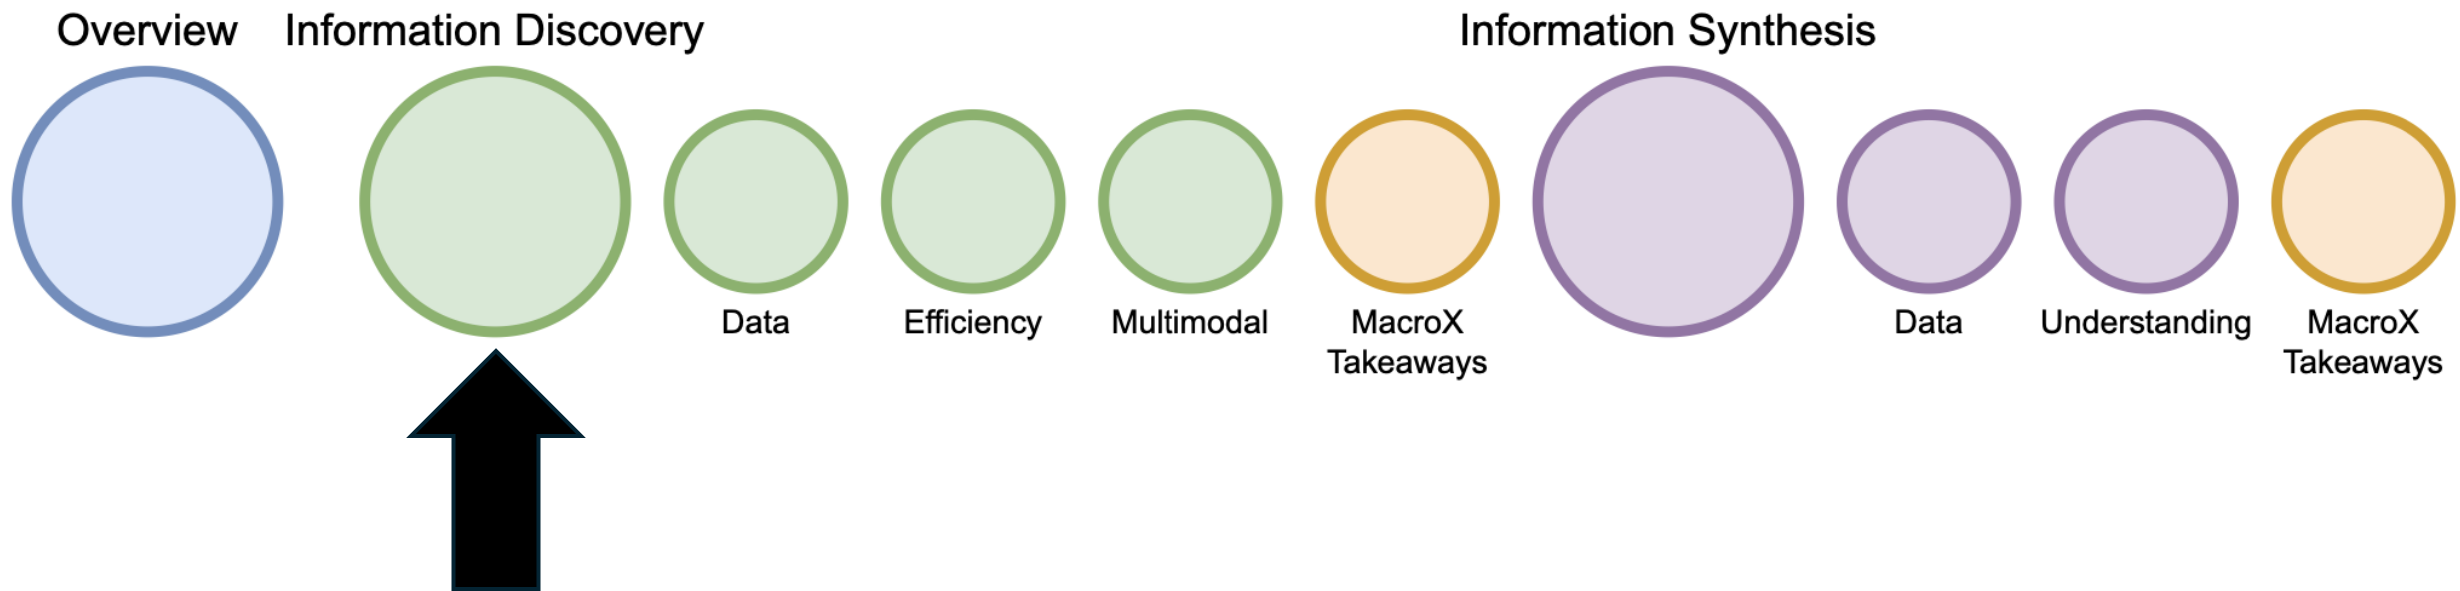 Overview
Information Discovery
Information Synthesis
Data
Efficiency
Multimodal
MacroX
Takeaways
Data
Understanding
MacroX
Takeaways